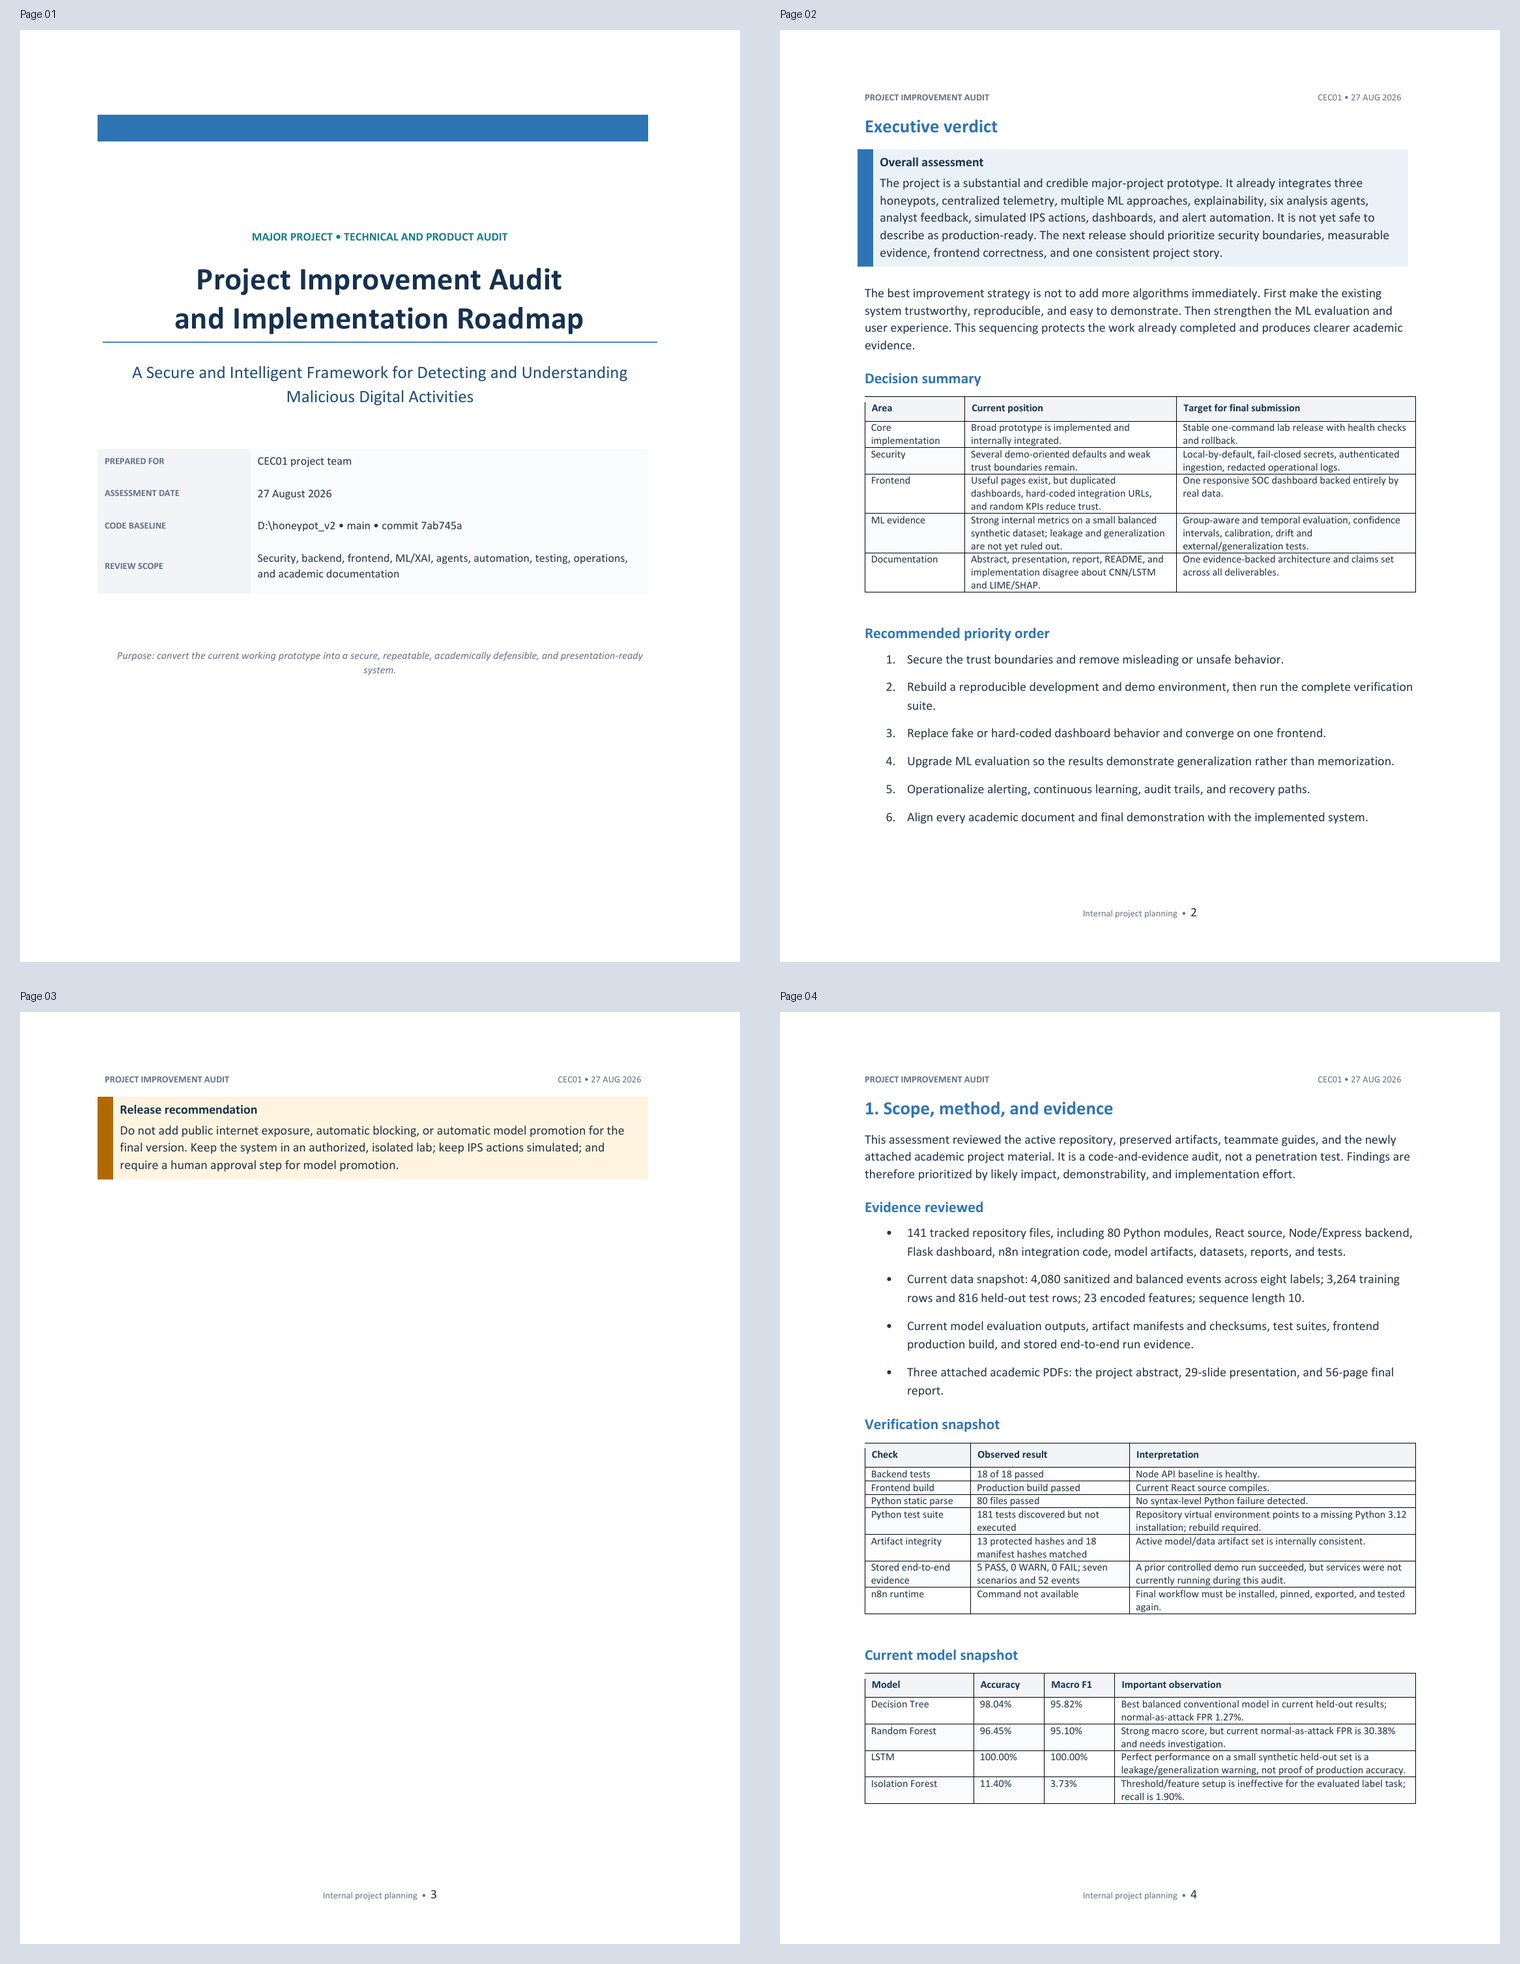 Page 01
MAJOR PROJECT • TECHNICAL AND PRODUCT AUDIT
Project Improvement Audit
and Implementation Roadmap
A Secure and Intelligent Framework for Detecting and Understanding
Malicious Digital Activities
PREPARED FOR CEC01 project team
ASSESSMENT DATE 27 August 2026
CODE BASELINE D:\honeypot_v2 • main • commit 7ab745a
REVIEW SCOPE Security, backend, frontend, ML/XAI, agents, automation, testing, operations,
and academic documentation
Purpose: convert the current working prototype into a secure, repeatable, academically defensible, and presentation-ready
system.
Page 02
PROJECT IMPROVEMENT AUDIT CEC01 • 27 AUG 2026
Executive verdict
Overall assessment
The project is a substantial and credible major-project prototype. It already integrates three
honeypots, centralized telemetry, multiple ML approaches, explainability, six analysis agents,
analyst feedback, simulated IPS actions, dashboards, and alert automation. It is not yet safe to
describe as production-ready. The next release should prioritize security boundaries, measurable
evidence, frontend correctness, and one consistent project story.
The best improvement strategy is not to add more algorithms immediately. First make the existing
system trustworthy, reproducible, and easy to demonstrate. Then strengthen the ML evaluation and
user experience. This sequencing protects the work already completed and produces clearer academic
evidence.
Decision summary
Area Current position Target for final submission
Core Broad prototype is implemented and Stable one-command lab release with health checks
implementation internally integrated. and rollback.
Security Several demo-oriented defaults and weak Local-by-default, fail-closed secrets, authenticated
trust boundaries remain. ingestion, redacted operational logs.
Frontend Useful pages exist, but duplicated One responsive SOC dashboard backed entirely by
dashboards, hard-coded integration URLs, real data.
and random KPIs reduce trust.
ML evidence Strong internal metrics on a small balanced Group-aware and temporal evaluation, confidence
synthetic dataset; leakage and generalization intervals, calibration, drift and
are not yet ruled out. external/generalization tests.
Documentation Abstract, presentation, report, README, and One evidence-backed architecture and claims set
implementation disagree about CNN/LSTM across all deliverables.
and LIME/SHAP.
Recommended priority order
1. Secure the trust boundaries and remove misleading or unsafe behavior.
2. Rebuild a reproducible development and demo environment, then run the complete verification
suite.
3. Replace fake or hard-coded dashboard behavior and converge on one frontend.
4. Upgrade ML evaluation so the results demonstrate generalization rather than memorization.
5. Operationalize alerting, continuous learning, audit trails, and recovery paths.
6. Align every academic document and final demonstration with the implemented system.
Internal project planning • 2
Page 03
PROJECT IMPROVEMENT AUDIT CEC01 • 27 AUG 2026
Release recommendation
Do not add public internet exposure, automatic blocking, or automatic model promotion for the
final version. Keep the system in an authorized, isolated lab; keep IPS actions simulated; and
require a human approval step for model promotion.
Internal project planning • 3
Page 04
PROJECT IMPROVEMENT AUDIT CEC01 • 27 AUG 2026
1. Scope, method, and evidence
This assessment reviewed the active repository, preserved artifacts, teammate guides, and the newly
attached academic project material. It is a code-and-evidence audit, not a penetration test. Findings are
therefore prioritized by likely impact, demonstrability, and implementation effort.
Evidence reviewed
• 141 tracked repository files, including 80 Python modules, React source, Node/Express backend,
Flask dashboard, n8n integration code, model artifacts, datasets, reports, and tests.
• Current data snapshot: 4,080 sanitized and balanced events across eight labels; 3,264 training
rows and 816 held-out test rows; 23 encoded features; sequence length 10.
• Current model evaluation outputs, artifact manifests and checksums, test suites, frontend
production build, and stored end-to-end run evidence.
• Three attached academic PDFs: the project abstract, 29-slide presentation, and 56-page final
report.
Verification snapshot
Check Observed result Interpretation
Backend tests 18 of 18 passed Node API baseline is healthy.
Frontend build Production build passed Current React source compiles.
Python static parse 80 files passed No syntax-level Python failure detected.
Python test suite 181 tests discovered but not Repository virtual environment points to a missing Python 3.12
executed installation; rebuild required.
Artifact integrity 13 protected hashes and 18 Active model/data artifact set is internally consistent.
manifest hashes matched
Stored end-to-end 5 PASS, 0 WARN, 0 FAIL; seven A prior controlled demo run succeeded, but services were not
evidence scenarios and 52 events currently running during this audit.
n8n runtime Command not available Final workflow must be installed, pinned, exported, and tested
again.
Current model snapshot
Model Accuracy Macro F1 Important observation
Decision Tree 98.04% 95.82% Best balanced conventional model in current held-out results;
normal-as-attack FPR 1.27%.
Random Forest 96.45% 95.10% Strong macro score, but current normal-as-attack FPR is 30.38%
and needs investigation.
LSTM 100.00% 100.00% Perfect performance on a small synthetic held-out set is a
leakage/generalization warning, not proof of production accuracy.
Isolation Forest 11.40% 3.73% Threshold/feature setup is ineffective for the evaluated label task;
recall is 1.90%.
Internal project planning • 4